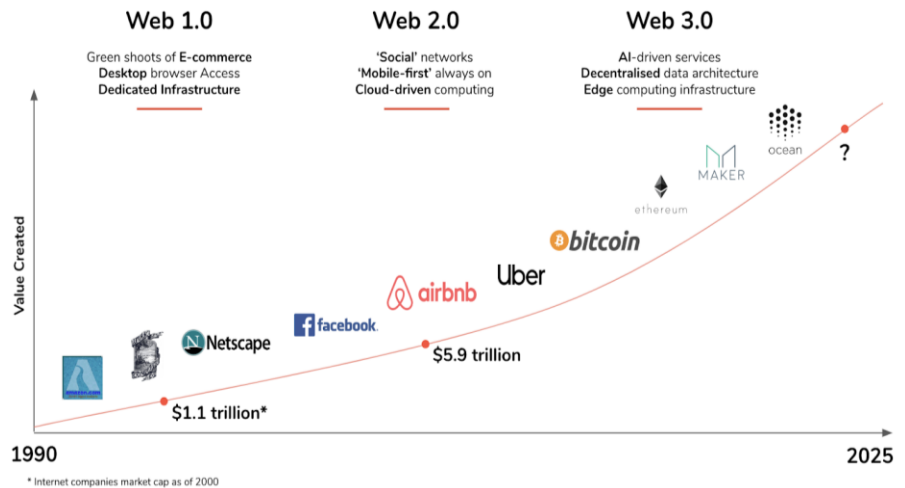 Web 1.0
Green shoots of E-commerce
Desktop browser Access
Dedicated Infrastructure
Web 2.0
‘Social’ networks
‘Mobile-first’ always on
Cloud-driven computing
Web 3.0
AI-driven services
Decentralised data architecture
Edge computing infrastructure
Value Created
amazon.com
N Netscape
f facebook.
airbnb
Uber
bitcoin
ethereum
MAKER
ocean
?
$1.1 trillion*
$5.9 trillion
1990
2025
* Internet companies market cap as of 2000